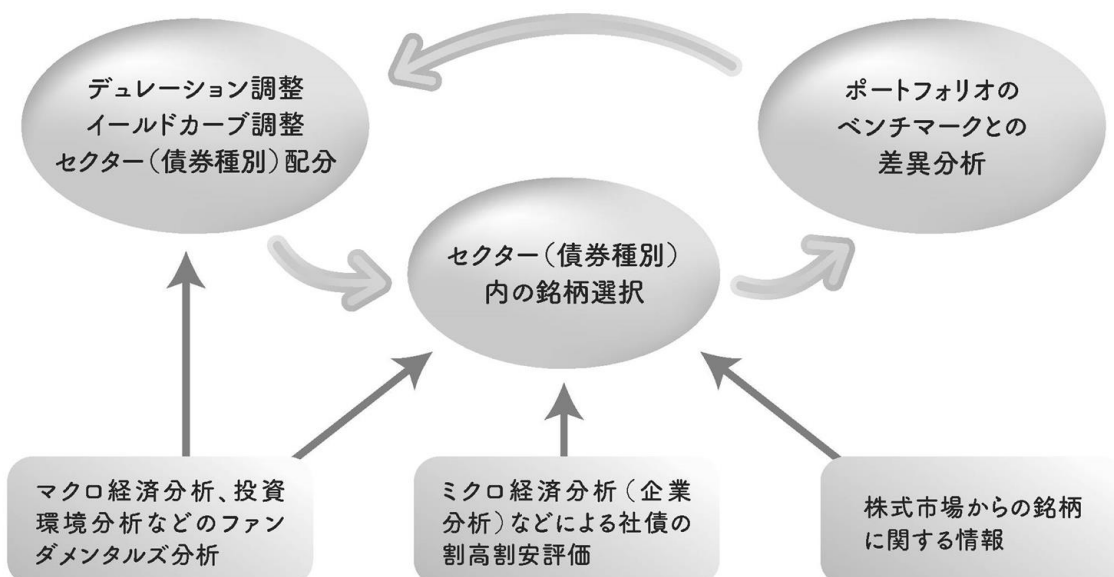 デュレーション調整
イールドカーブ調整
セクター（債券種別）配分
ポートフォリオの
ベンチマークとの
差異分析
セクター（債券種別）
内の銘柄選択
マクロ経済分析、投資
環境分析などのファン
ダメンタルズ分析
ミクロ経済分析（企業
分析）などによる社債の
割高割安評価
株式市場からの銘柄
に関する情報